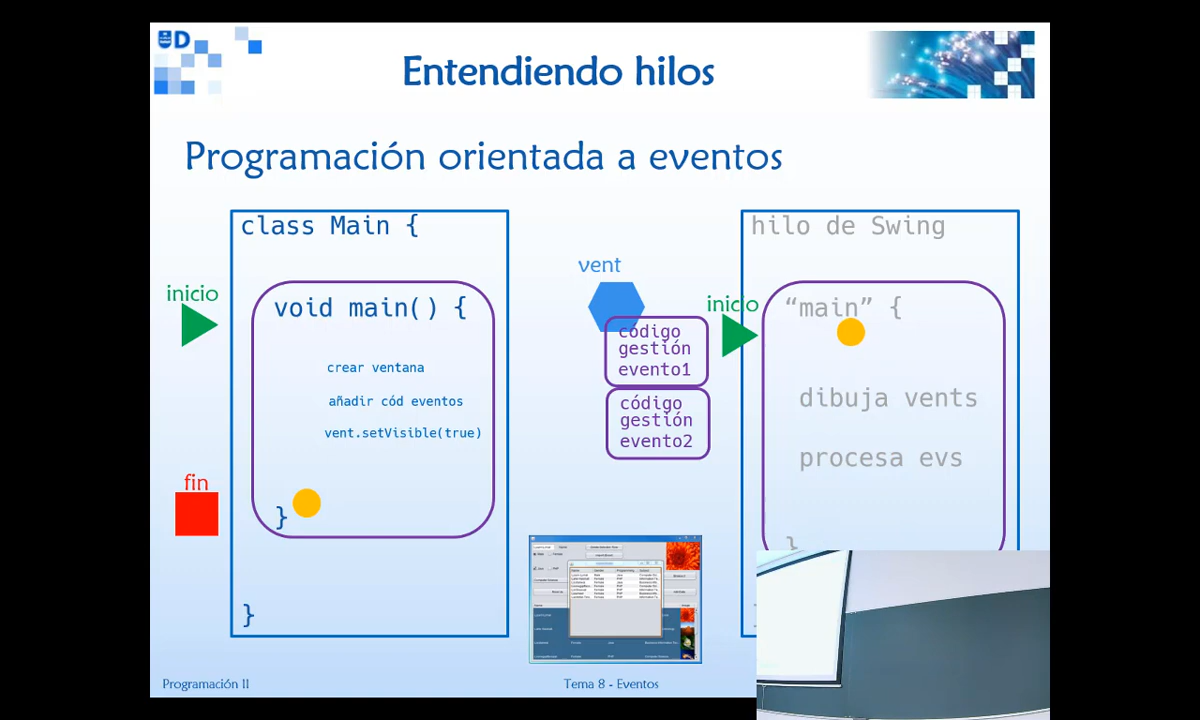 UD
Entendiendo hilos
Programación orientada a eventos
class Main {
inicio
void main() {
crear ventana
añadir cód eventos
vent.setVisible(true)
fin
}
}
vent
código
gestión
evento1
código
gestión
evento2
hilo de Swing
inicio
“main” {
dibuja vents
procesa evs
}
Programación II
Tema 8 - Eventos